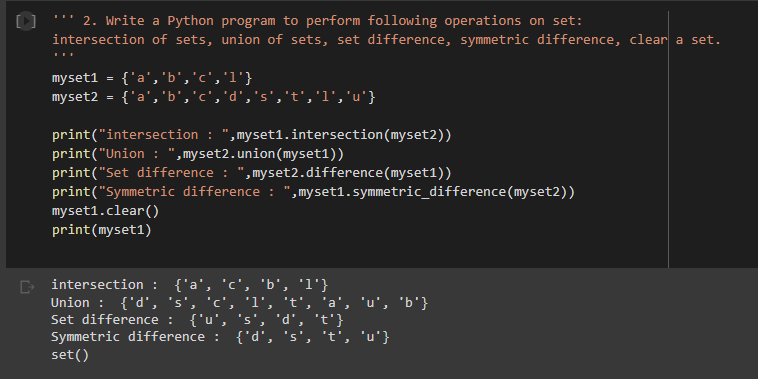 ''' 2. Write a Python program to perform following operations on set:
intersection of sets, union of sets, set difference, symmetric difference, clear a set.
'''
myset1 = {'a','b','c','l'}
myset2 = {'a','b','c','d','s','t','l','u'}
print("intersection : ",myset1.intersection(myset2))
print("Union : ",myset2.union(myset1))
print("Set difference : ",myset2.difference(myset1))
print("Symmetric difference : ",myset1.symmetric_difference(myset2))
myset1.clear()
print(myset1)
intersection :  {'a', 'c', 'b', 'l'}
Union :  {'d', 's', 'c', 'l', 't', 'a', 'u', 'b'}
Set difference :  {'u', 's', 'd', 't'}
Symmetric difference :  {'d', 's', 't', 'u'}
set()